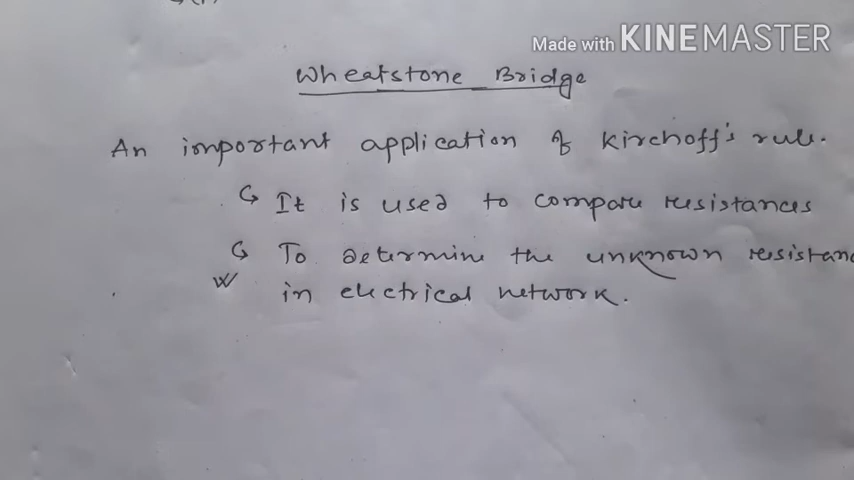 Made with KINEMASTER
Wheatstone Bridge
An important application of Kirchoff's rule.
↳ It is used to compare resistances
↳ To determine the unknown resistanc
W in electrical network.